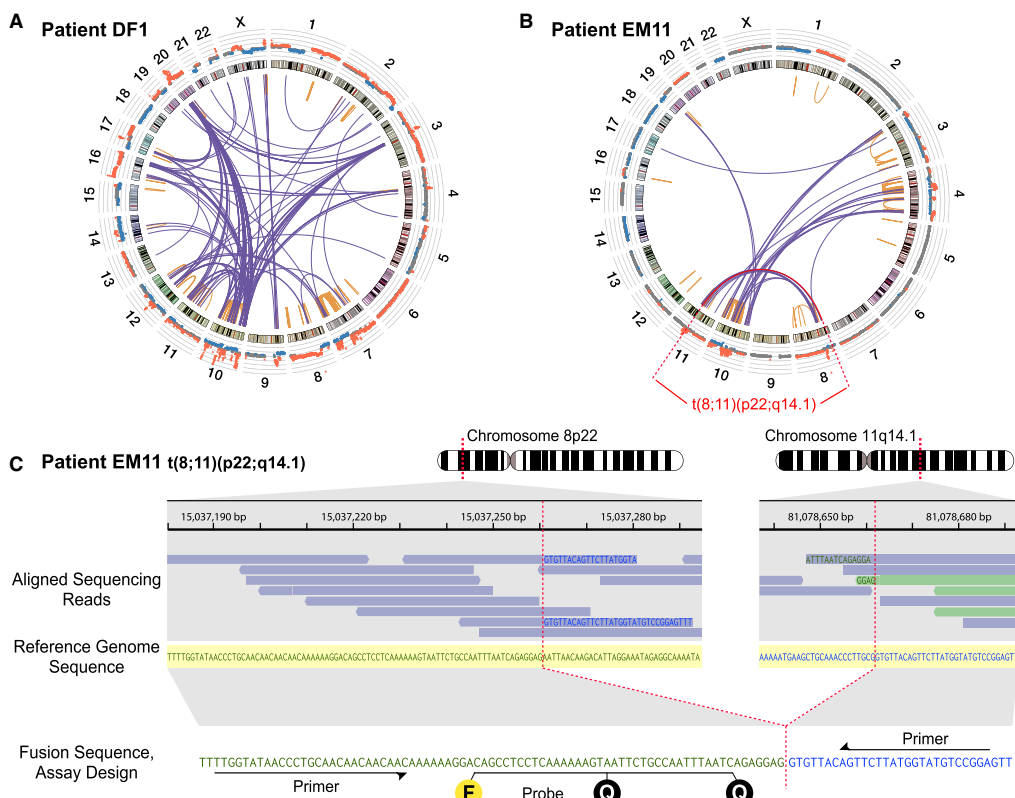 A
Patient DF1
1
2
3
4
5
6
7
8
9
10
11
12
13
14
15
16
17
18
19
20
21
22
X
B
Patient EM11
1
2
3
4
5
6
7
8
9
10
11
12
13
14
15
16
17
18
19
20
21
22
X
t(8;11)(p22;q14.1)
C
Patient EM11 t(8;11)(p22;q14.1)
Chromosome 8p22
Chromosome 11q14.1
15,037,190 bp
15,037,220 bp
15,037,250 bp
15,037,280 bp
81,078,650 bp
81,078,680 bp
Aligned Sequencing
Reads
GTGTTACAGTTCTTATGGTA
ATTTAATCAGAGGA
GGAC
GTGTTACAGTTCTTATGGTATGTCCGGAGTTT
Reference Genome
Sequence
TTTTGGTATAACCCTGCAACAACAACAACAAAAAAGGACAGCCTCCTCAAAAAAGTAATTCTGCCAATTTAATCAGAGGAGAATTAACAAGACATTAGGAAATAGAGGCAAAATA
AAAAATGAAGCTGCAAACCCTTGCGGTGTTACAGTTCTTATGGTATGTCCGGAGT
Fusion Sequence,
Assay Design
TTTTGGTATAACCCTGCAACAACAACAACAAAAAAGGACAGCCTCCTCAAAAAAGTAATTCTGCCAATTTAATCAGAGGAG
GTGTTACAGTTCTTATGGTATGTCCGGAGTT
Primer
F
Probe
Q
Q
Primer